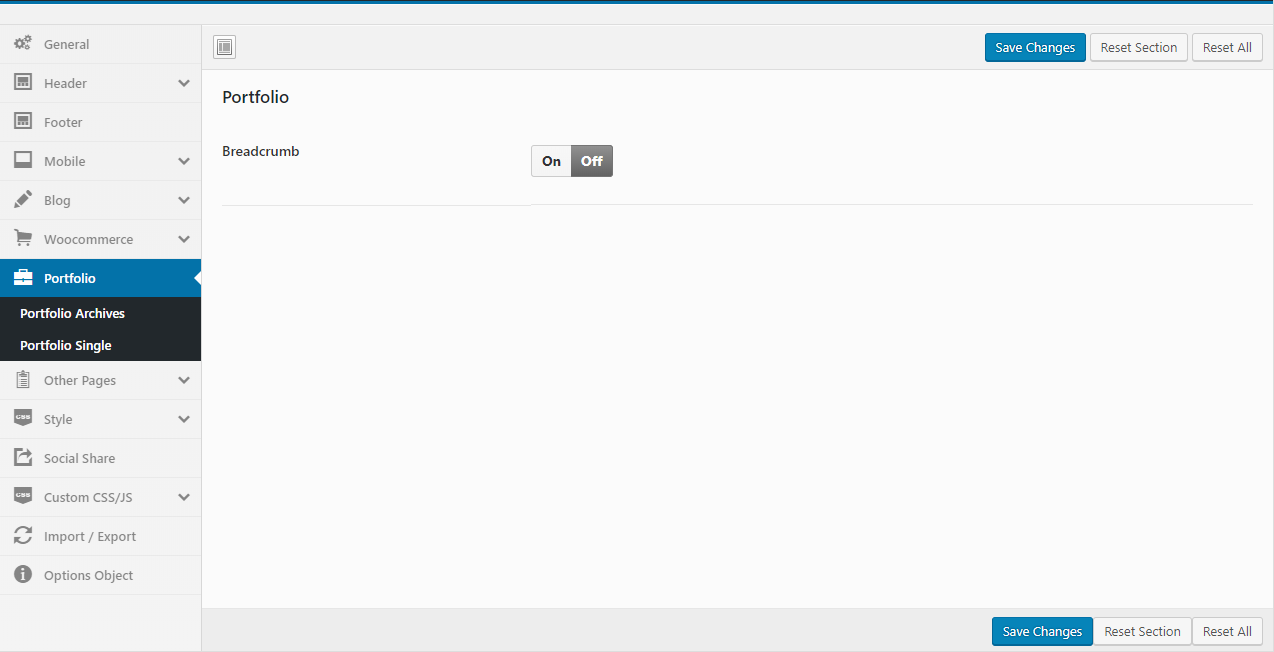 General
Header
Footer
Mobile
Blog
Woocommerce
Portfolio
Portfolio Archives
Portfolio Single
Other Pages
CSS Style
Social Share
CSS Custom CSS/JS
Import / Export
Options Object
Save Changes Reset Section Reset All
Portfolio
Breadcrumb On Off
Save Changes Reset Section Reset All